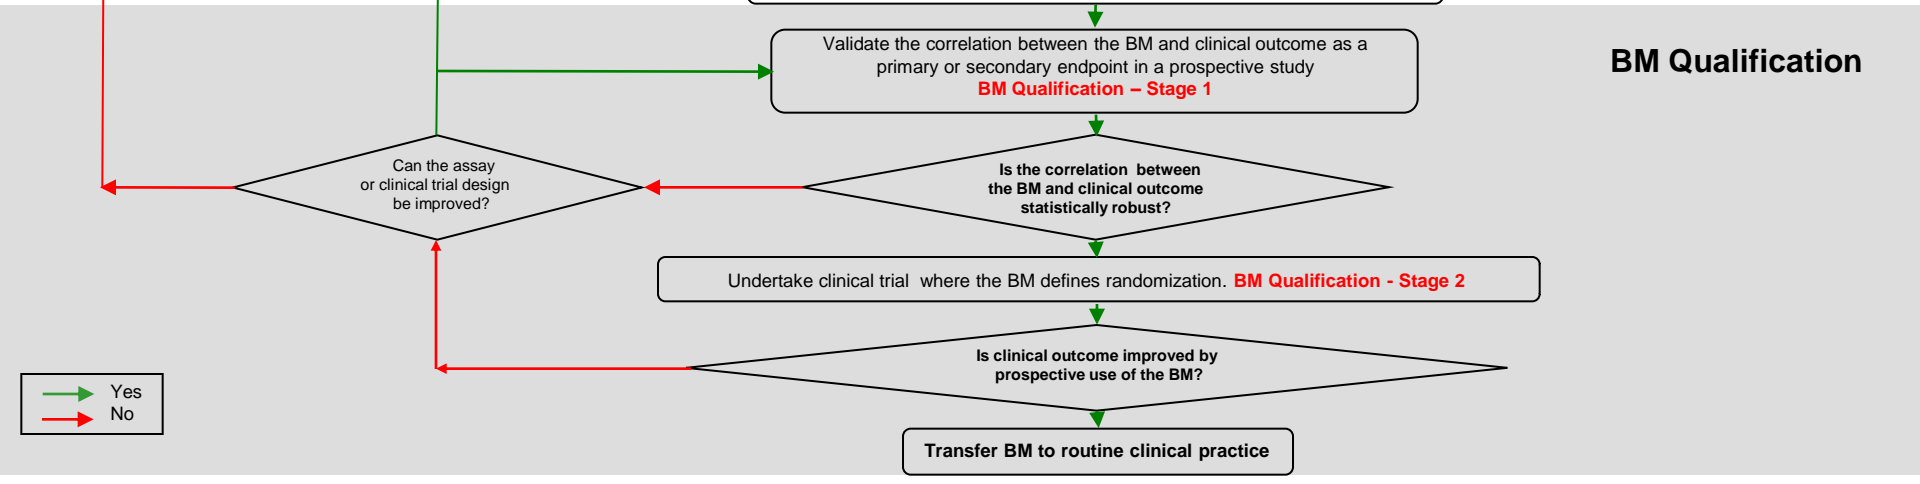 Validate the correlation between the BM and clinical outcome as a
primary or secondary endpoint in a prospective study
BM Qualification – Stage 1
BM Qualification
Can the assay
or clinical trial design
be improved?
Is the correlation between
the BM and clinical outcome
statistically robust?
Undertake clinical trial where the BM defines randomization. BM Qualification - Stage 2
Is clinical outcome improved by
prospective use of the BM?
Yes
No
Transfer BM to routine clinical practice